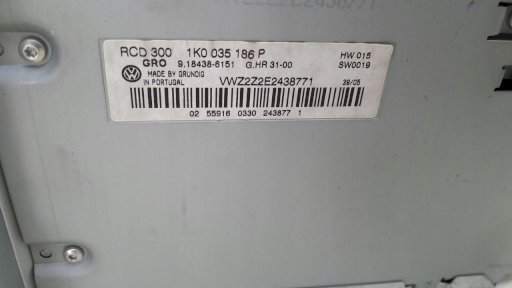 VWZ2Z2E2438771
RCD 300 1K0 035 186 P HW 015
GRO 9.18438-6151 G.HR 31-00 SW0019
MADE BY GRUNDIG
IN PORTUGAL VWZ2Z2E2438771 39/05
02 55916 0330 243877 1